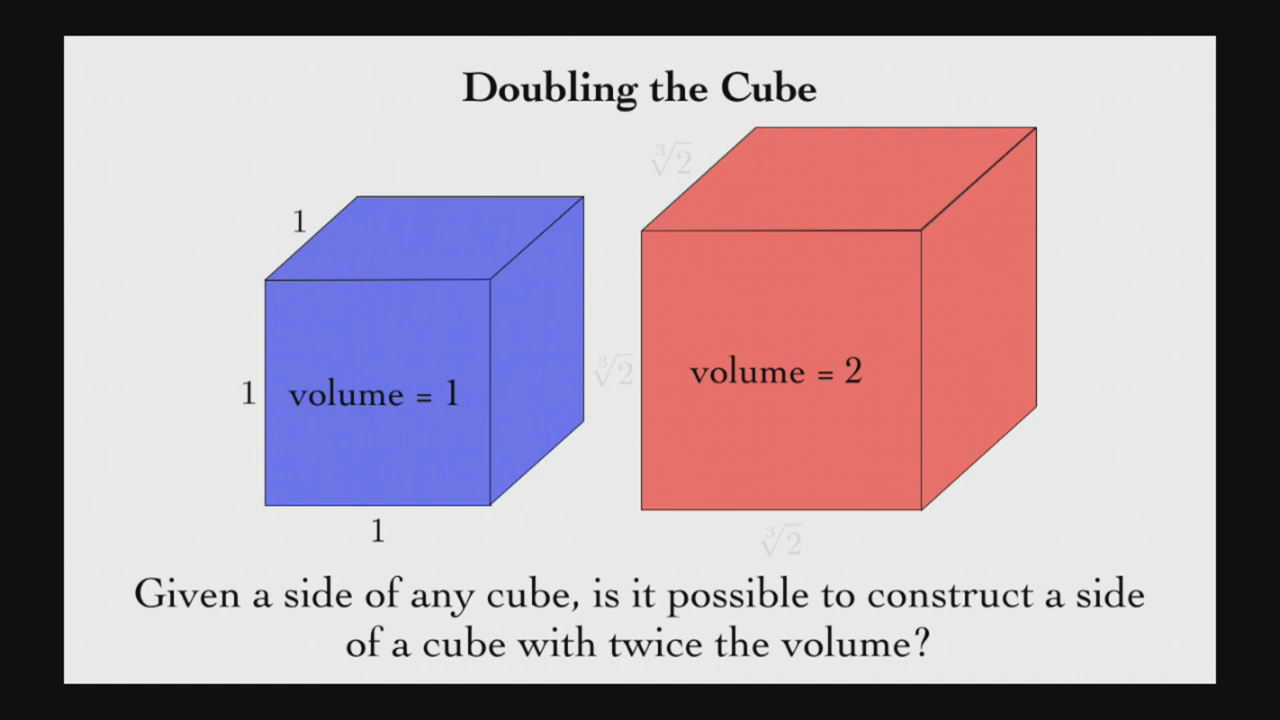 Doubling the Cube
∛2
1
1
volume = 1
∛2
volume = 2
1
∛2
Given a side of any cube, is it possible to construct a side
of a cube with twice the volume?